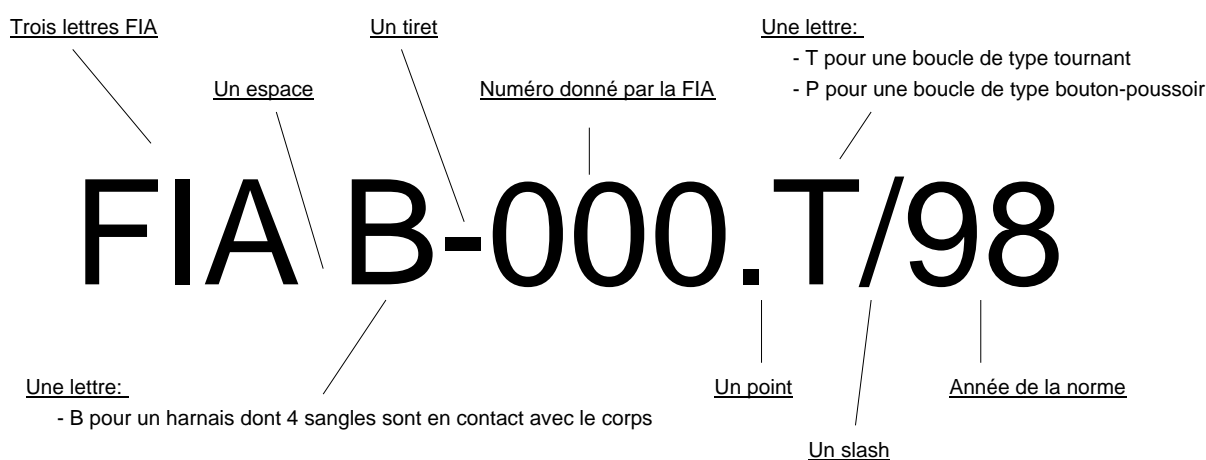 Trois lettres FIA
Un tiret
Une lettre:
- T pour une boucle de type tournant
- P pour une boucle de type bouton-poussoir
Un espace
Numéro donné par la FIA
FIA B-000.T/98
Une lettre:
- B pour un harnais dont 4 sangles sont en contact avec le corps
Un point
Année de la norme
Un slash